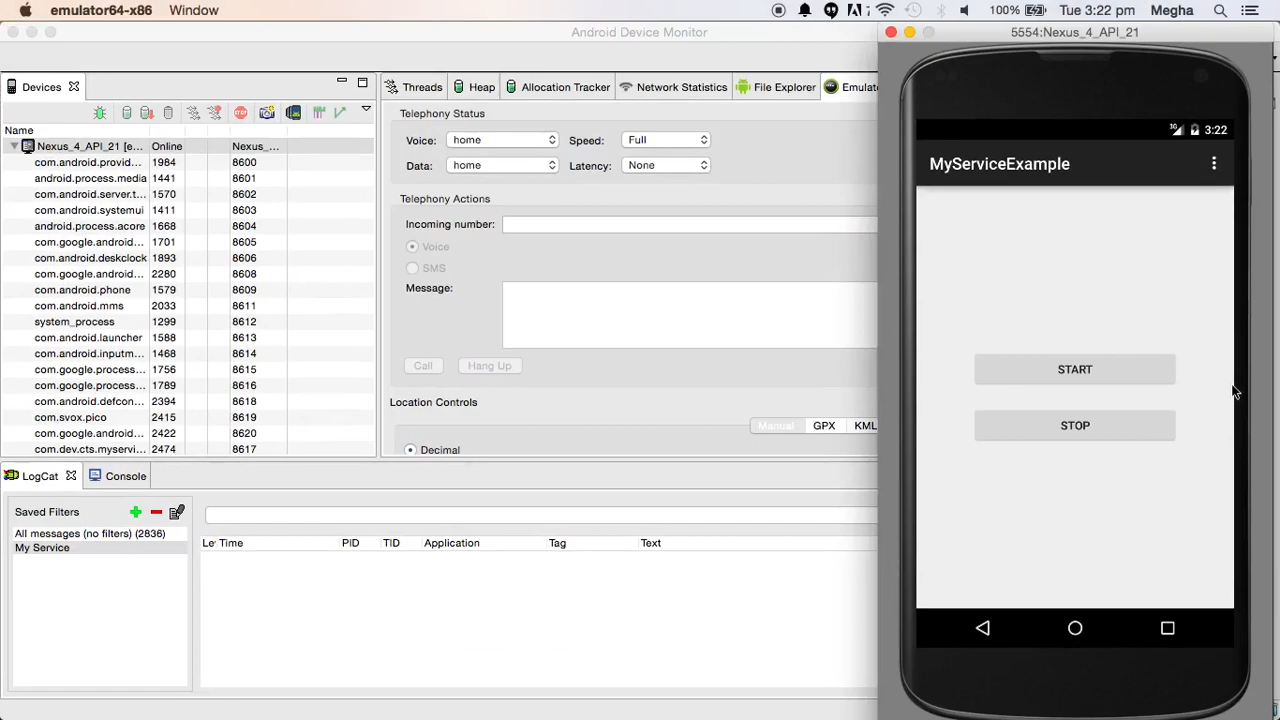 emulator64-x86 Window 100% Tue 3:22 pm Megha
Android Device Monitor
5554:Nexus_4_API_21
Devices
Threads Heap Allocation Tracker Network Statistics File Explorer Emula
Name
Nexus_4_API_21 [e... Online Nexus_...
com.android.provid... 1984 8600
android.process.media 1441 8601
com.android.server.t... 1570 8602
com.android.systemui 1411 8603
android.process.acore 1668 8604
com.google.android... 1701 8605
com.android.deskclock 1893 8606
com.google.android... 2280 8608
com.android.phone 1579 8609
com.android.mms 2033 8611
system_process 1299 8612
com.android.launcher 1588 8613
com.android.inputm... 1468 8614
com.google.process... 1756 8615
com.google.process... 1789 8616
com.android.defcon... 2394 8618
com.svox.pico 2415 8619
com.google.android... 2422 8620
com.dev.cts.myservi... 2474 8617
Telephony Status
Voice: home Speed: Full
Data: home Latency: None
Telephony Actions
Incoming number:
Voice
SMS
Message:
Call Hang Up
Location Controls
Manual GPX KML
Decimal
LogCat Console
Saved Filters
All messages (no filters) (2836)
My Service
Le Time PID TID Application Tag Text
3G 3:22
MyServiceExample
START
STOP